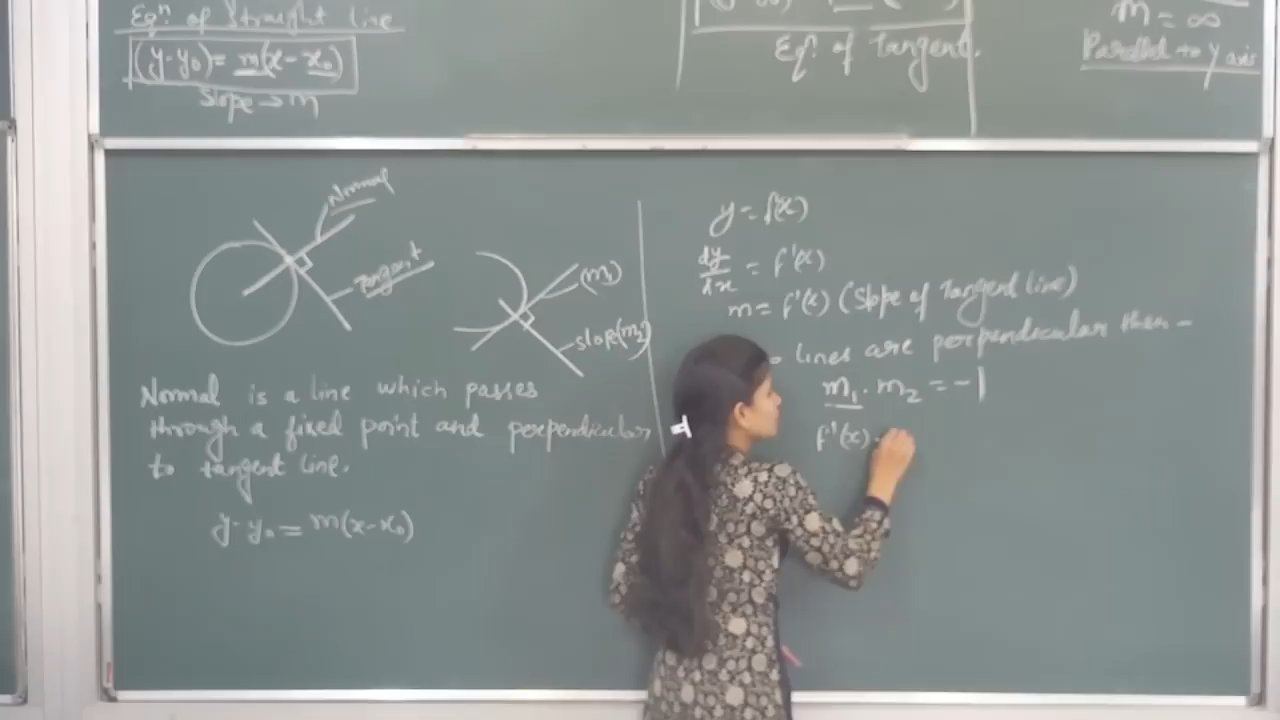 Eqⁿ of Straight line
(y-y₀) = m(x-x₀)
Slope → m
Eqⁿ of Tangent.
m = ∞
Parallel to y axis
Normal
Tangent
(m₁)
slope(m₂)
Normal is a line which passes
through a fixed point and perpendicular
to tangent line.
y-y₀ = m(x-x₀)
y = f(x)
dy/dx = f'(x)
m = f'(x) (Slope of Tangent line)
lines are perpendicular then -
m₁. m₂ = -1
f'(x) .